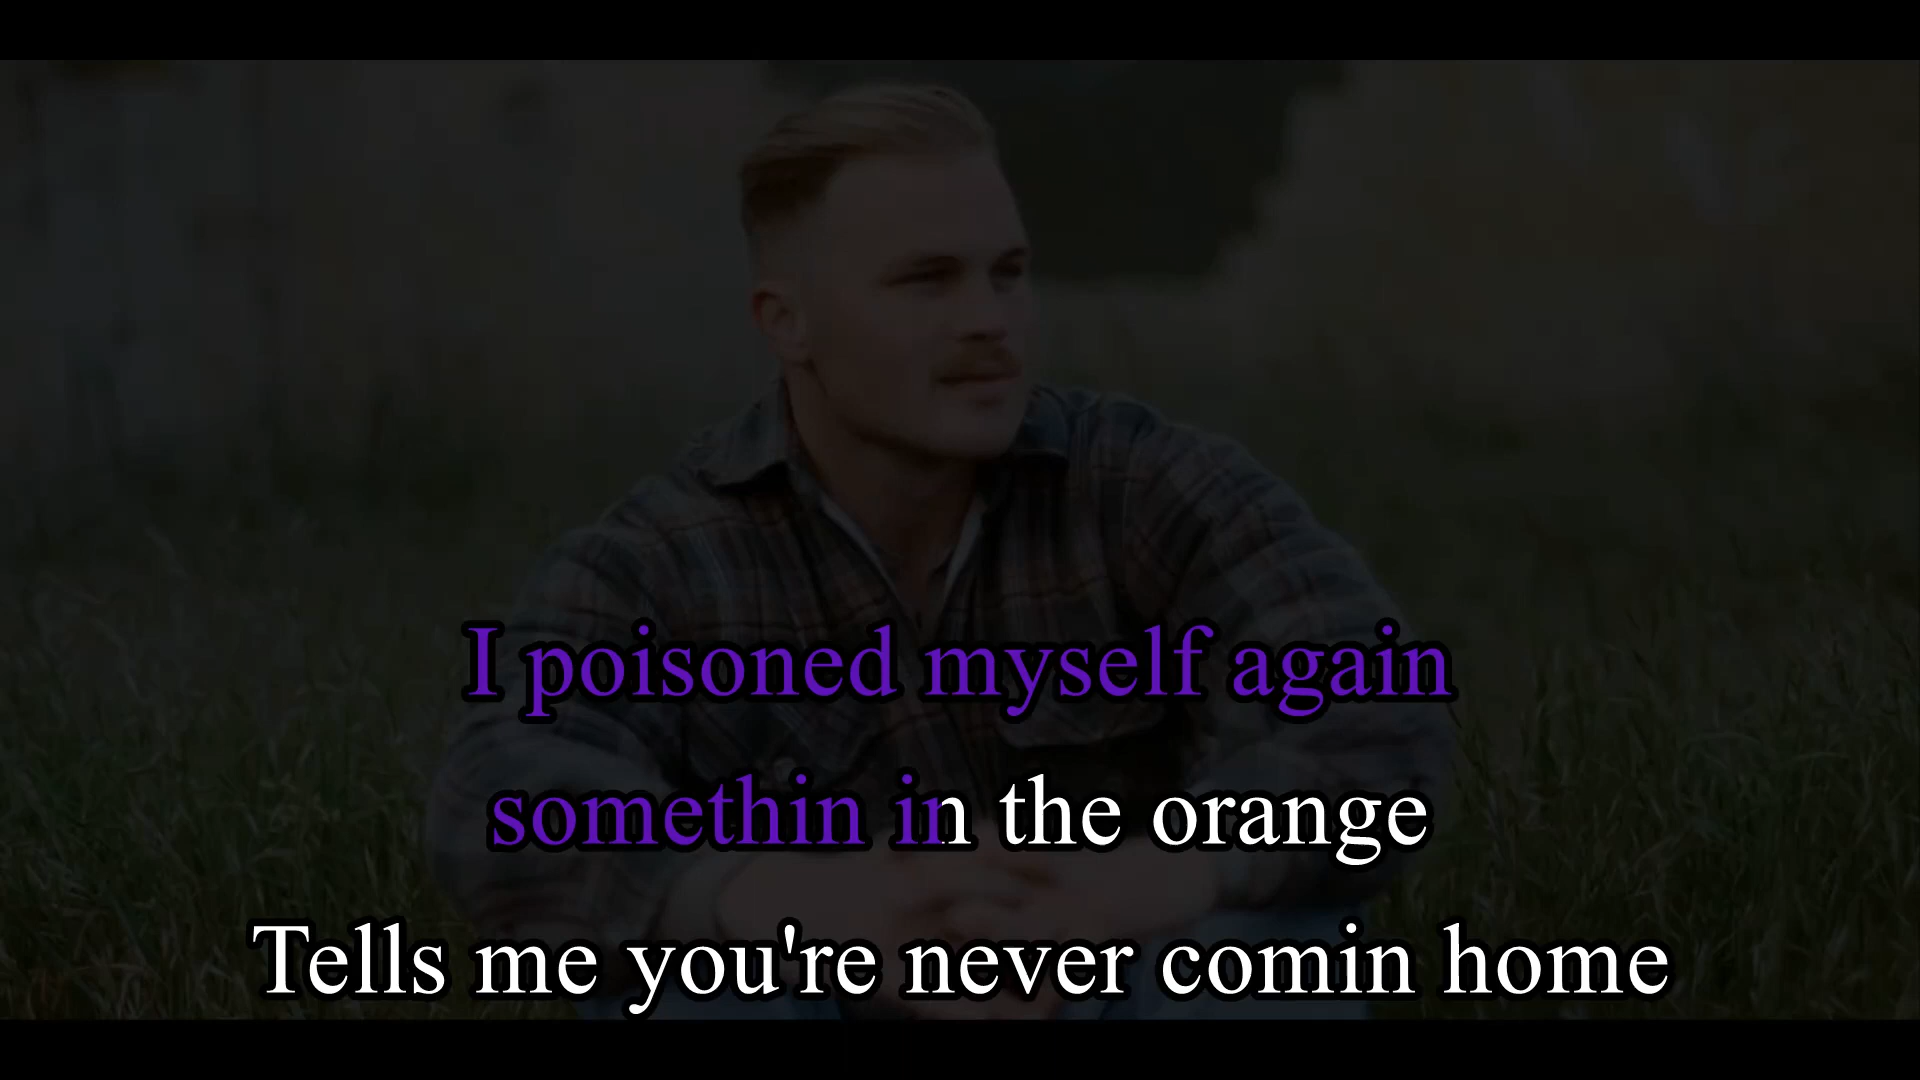 I poisoned myself again
somethin in the orange
Tells me you're never comin home